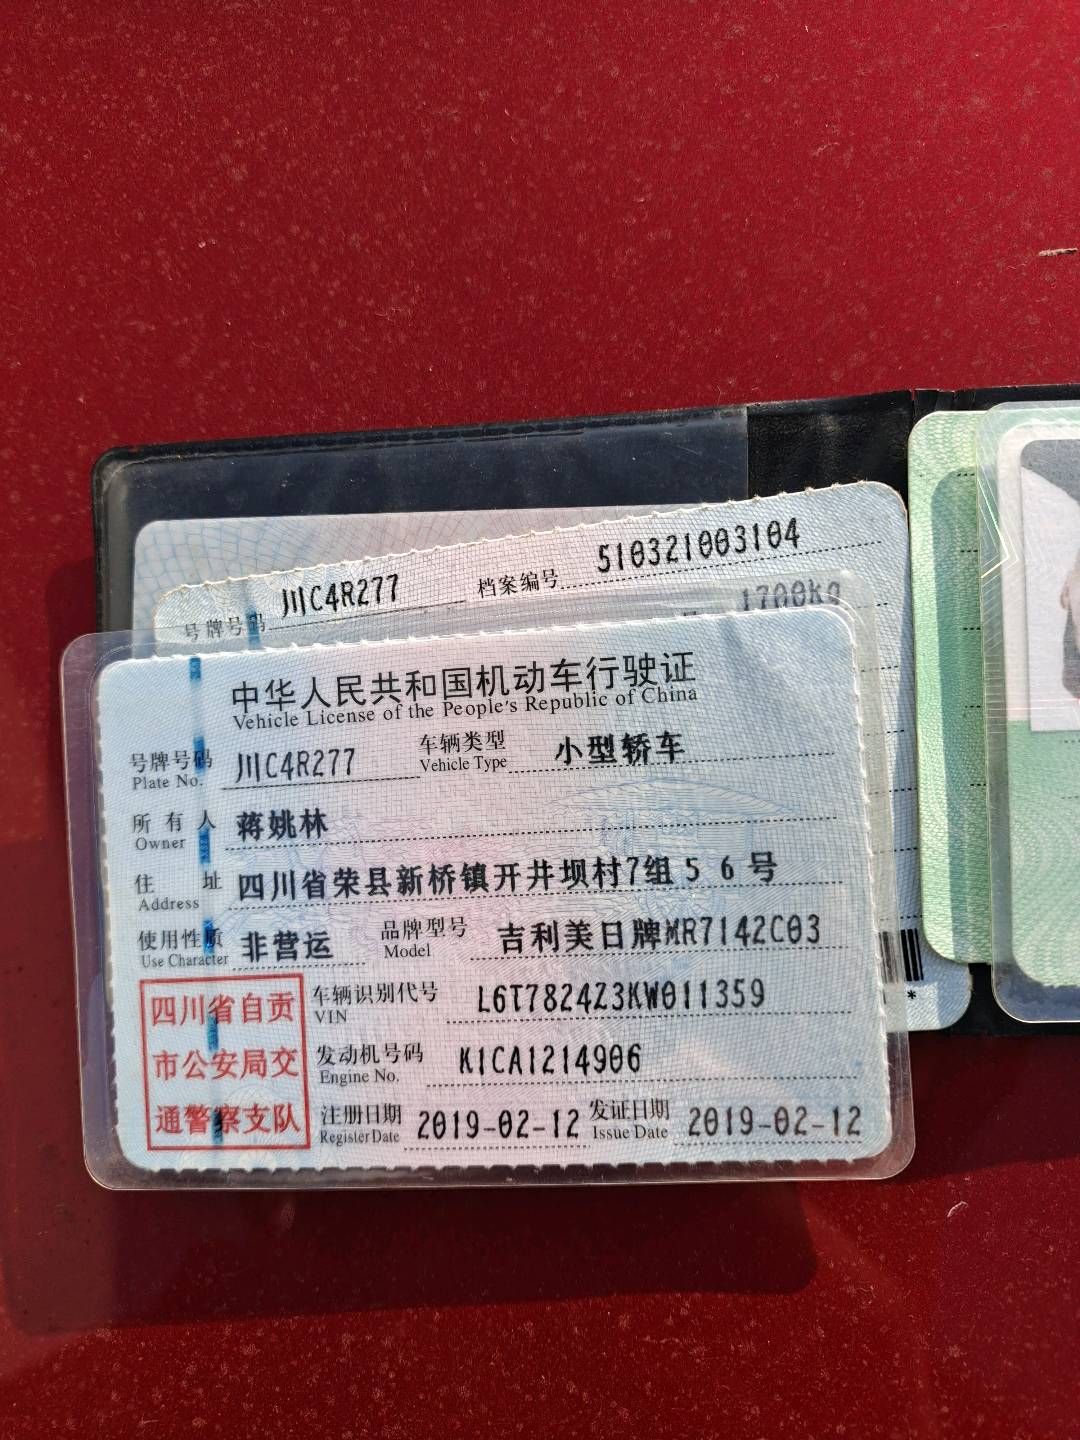 号牌号码 川C4R277 档案编号 510321003104
1700kg
中华人民共和国机动车行驶证
Vehicle License of the People's Republic of China
号牌号码 川C4R277 车辆类型 小型轿车
Plate No. Vehicle Type
所有人 蒋姚林
Owner
住址 四川省荣县新桥镇开井坝村7组56号
Address
使用性质 非营运 品牌型号 吉利美日牌MR7142C03
Use Character Model
四川省自贡
市公安局交
通警察支队
车辆识别代号 L6T7824Z3KW011359
VIN
发动机号码 K1CA1214906
Engine No.
注册日期 2019-02-12 发证日期 2019-02-12
Register Date Issue Date
*